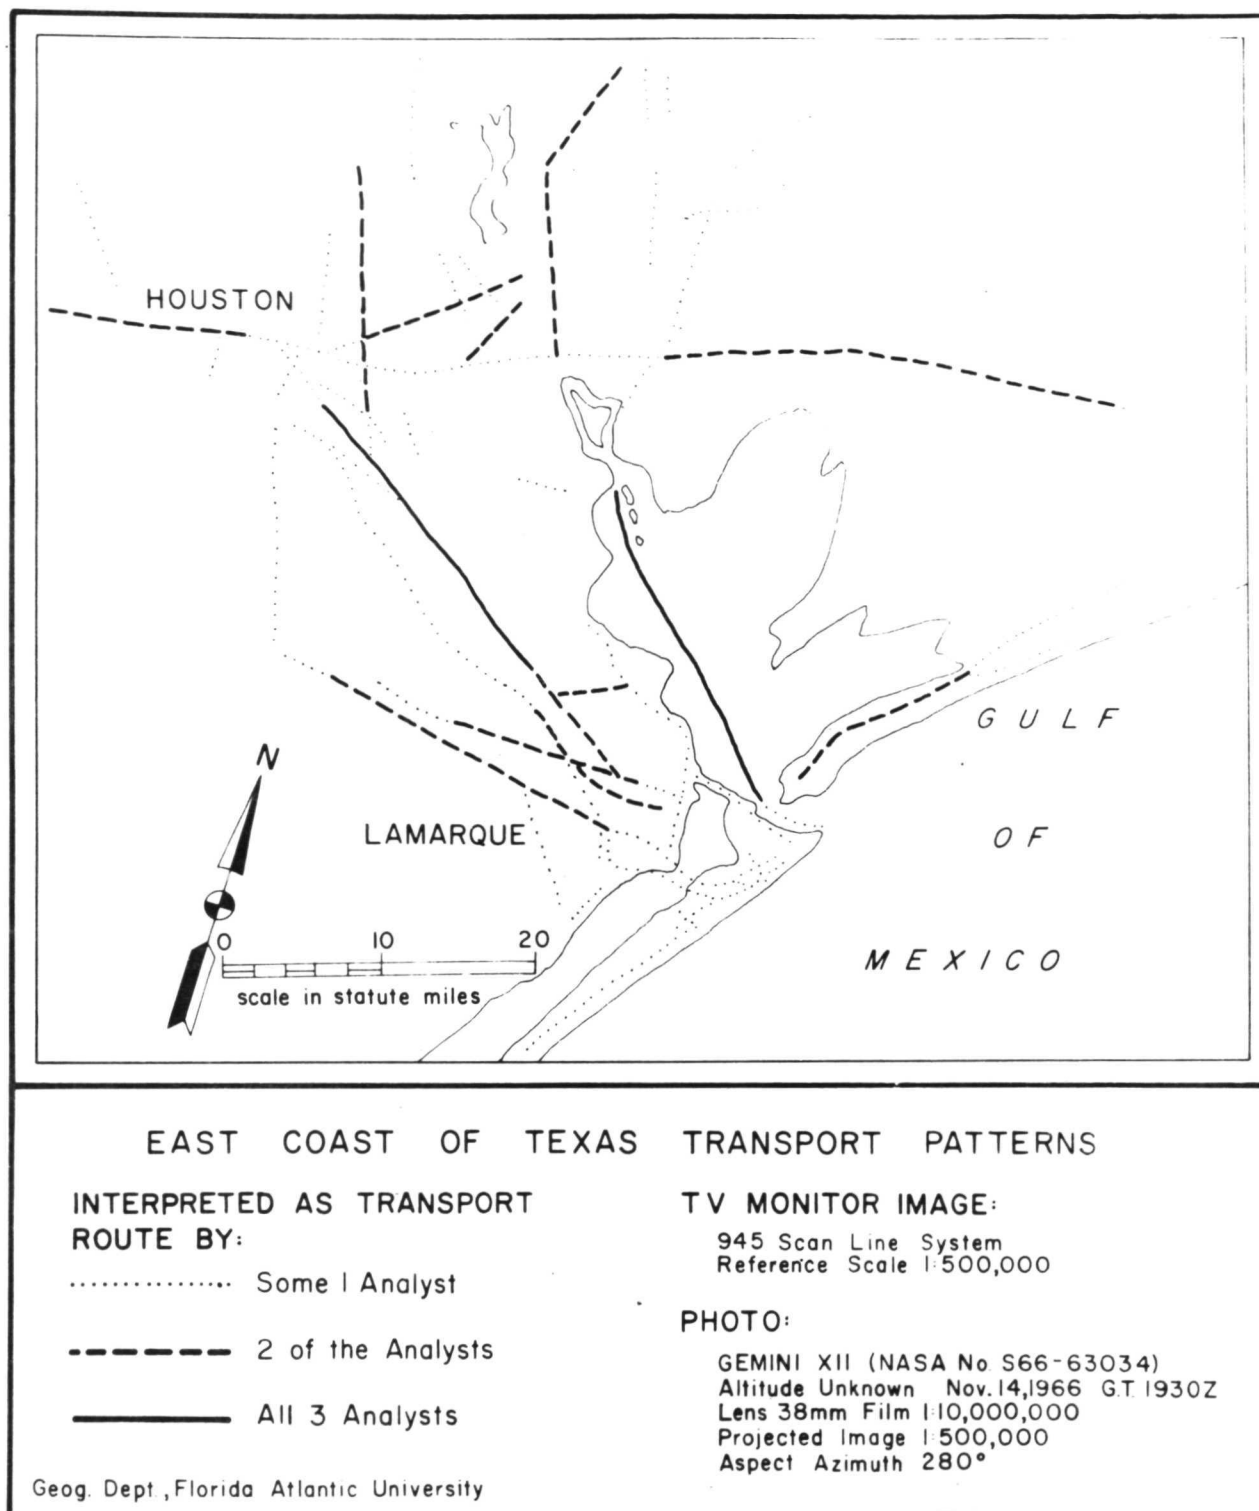 N
HOUSTON
GULF
OF
MEXICO
LAMARQUE
0 10 20
scale in statute miles
EAST COAST OF TEXAS TRANSPORT PATTERNS
INTERPRETED AS TRANSPORT
ROUTE BY:
Some 1 Analyst
2 of the Analysts
All 3 Analysts
Geog. Dept., Florida Atlantic University
TV MONITOR IMAGE:
945 Scan Line System
Reference Scale 1:500,000
PHOTO:
GEMINI XII (NASA No. S66-63034)
Altitude Unknown Nov. 14, 1966 G.T. 1930Z
Lens 38mm Film 1:10,000,000
Projected Image 1:500,000
Aspect Azimuth 280°